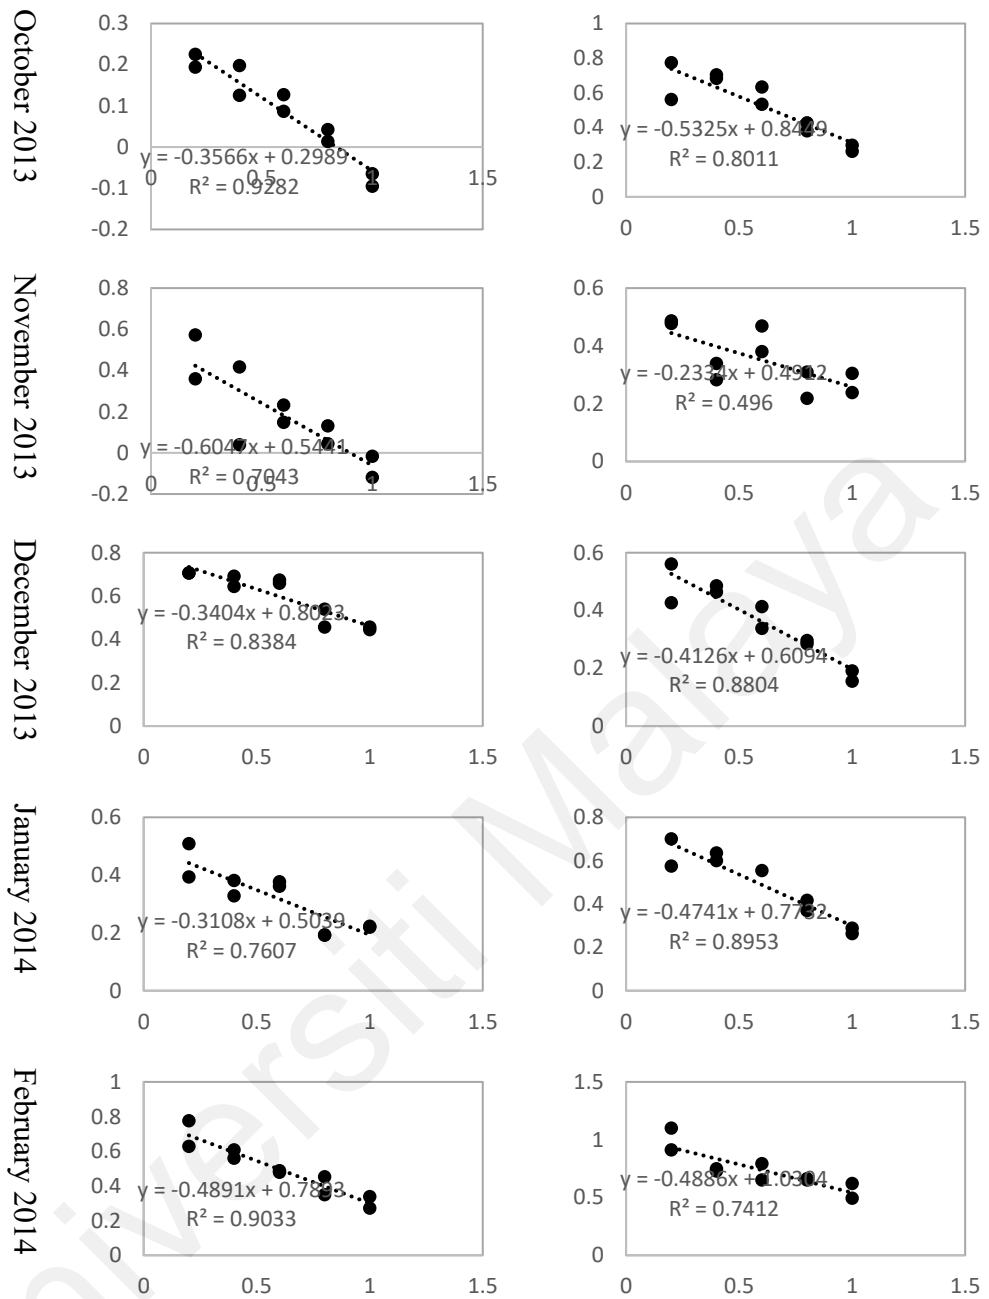 October 2013
0.3
0.2
0.1
0
-0.1
-0.2
0 0.5 1 1.5
y = -0.3566x + 0.2989
R² = 0.9282
1
0.8
0.6
0.4
0.2
0
0 0.5 1 1.5
y = -0.5325x + 0.8449
R² = 0.8011
November 2013
0.8
0.6
0.4
0.2
0
-0.2
0 0.5 1 1.5
y = -0.6047x + 0.5441
R² = 0.7043
0.6
0.4
0.2
0
0 0.5 1 1.5
y = -0.2334x + 0.4912
R² = 0.496
December 2013
0.8
0.6
0.4
0.2
0
0 0.5 1 1.5
y = -0.3404x + 0.8023
R² = 0.8384
0.6
0.4
0.2
0
0 0.5 1 1.5
y = -0.4126x + 0.6094
R² = 0.8804
January 2014
0.6
0.4
0.2
0
0 0.5 1 1.5
y = -0.3108x + 0.5039
R² = 0.7607
0.8
0.6
0.4
0.2
0
0 0.5 1 1.5
y = -0.4741x + 0.7732
R² = 0.8953
February 2014
1
0.8
0.6
0.4
0.2
0
0 0.5 1 1.5
y = -0.4891x + 0.7893
R² = 0.9033
1.5
1
0.5
0
0 0.5 1 1.5
y = -0.4886x + 1.0304
R² = 0.7412
niversiti Malaya